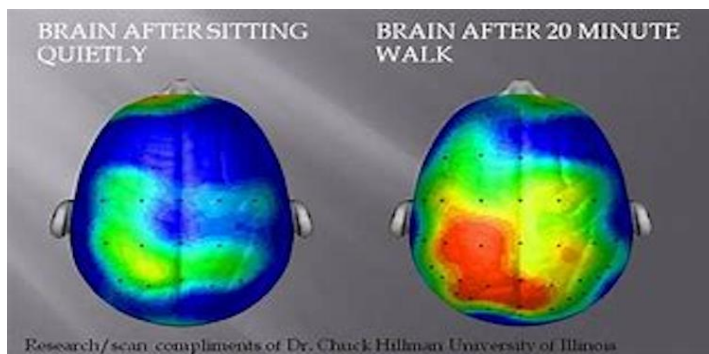 BRAIN AFTER SITTING
QUIETLY
BRAIN AFTER 20 MINUTE
WALK
Research/scan compliments of Dr. Chuck Hillman University of Illinois